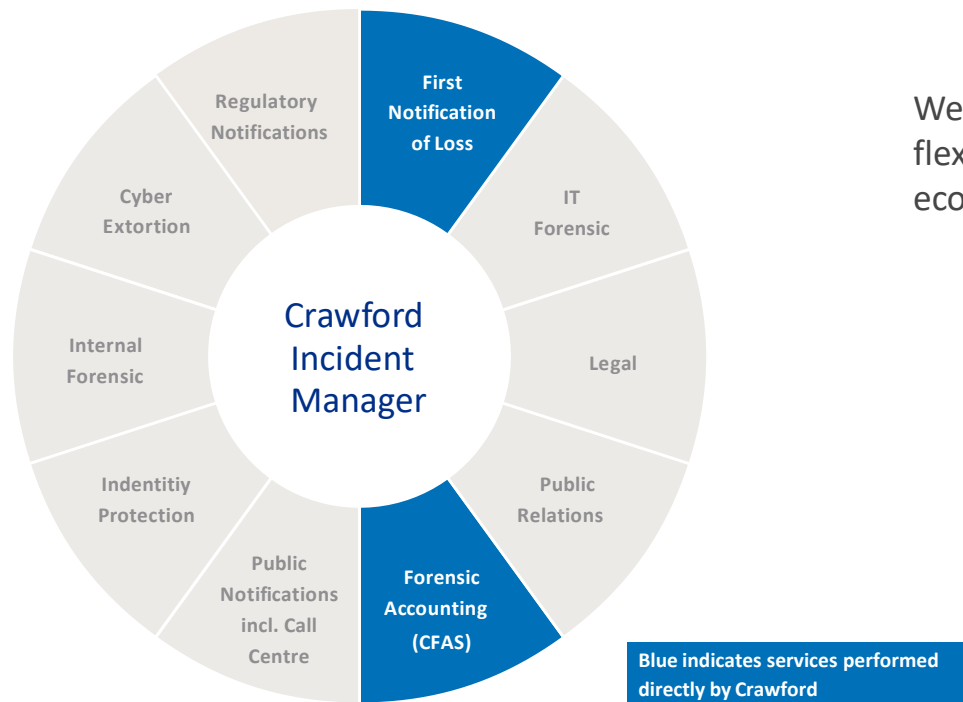 First
Notification
of Loss
IT
Forensic
Legal
Public
Relations
Forensic
Accounting
(CFAS)
Public
Notifications
incl. Call
Centre
Indentitiy
Protection
Internal
Forensic
Cyber
Extortion
Regulatory
Notifications
Crawford
Incident
Manager
We
flex
eco
Blue indicates services performed
directly by Crawford